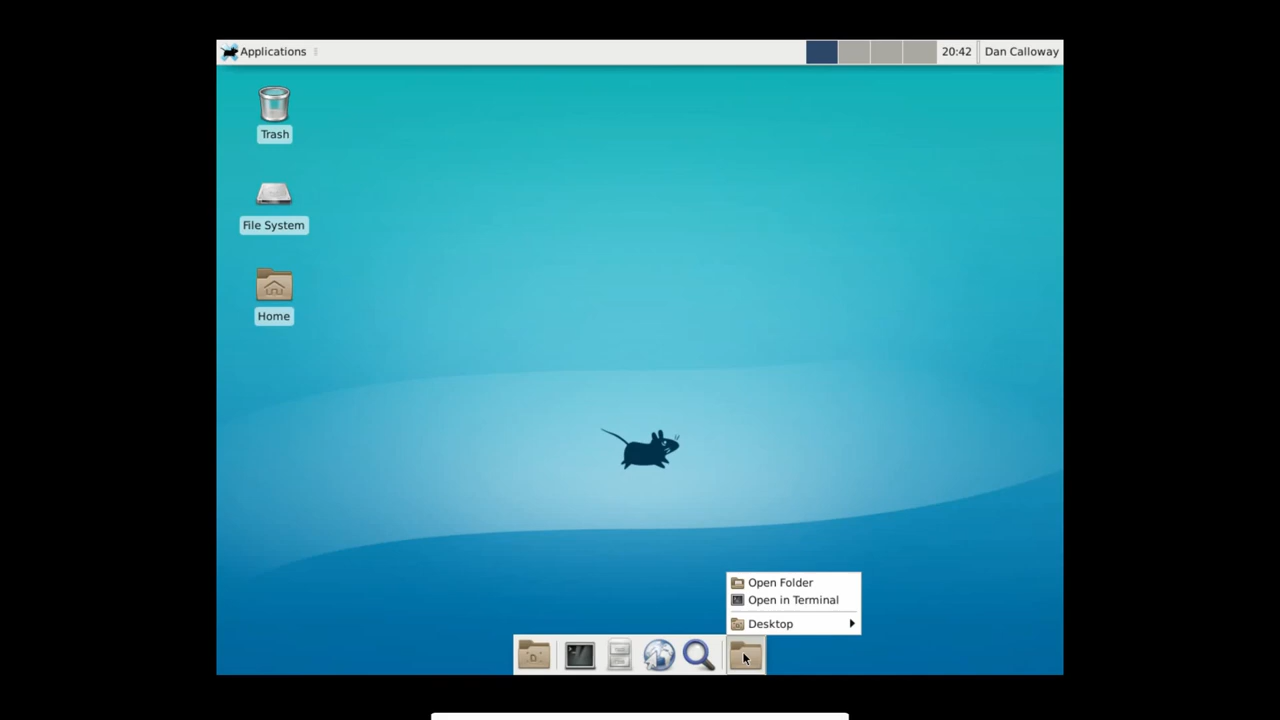 Applications 20:42 Dan Calloway
Trash
File System
Home
Open Folder
Open in Terminal
Desktop